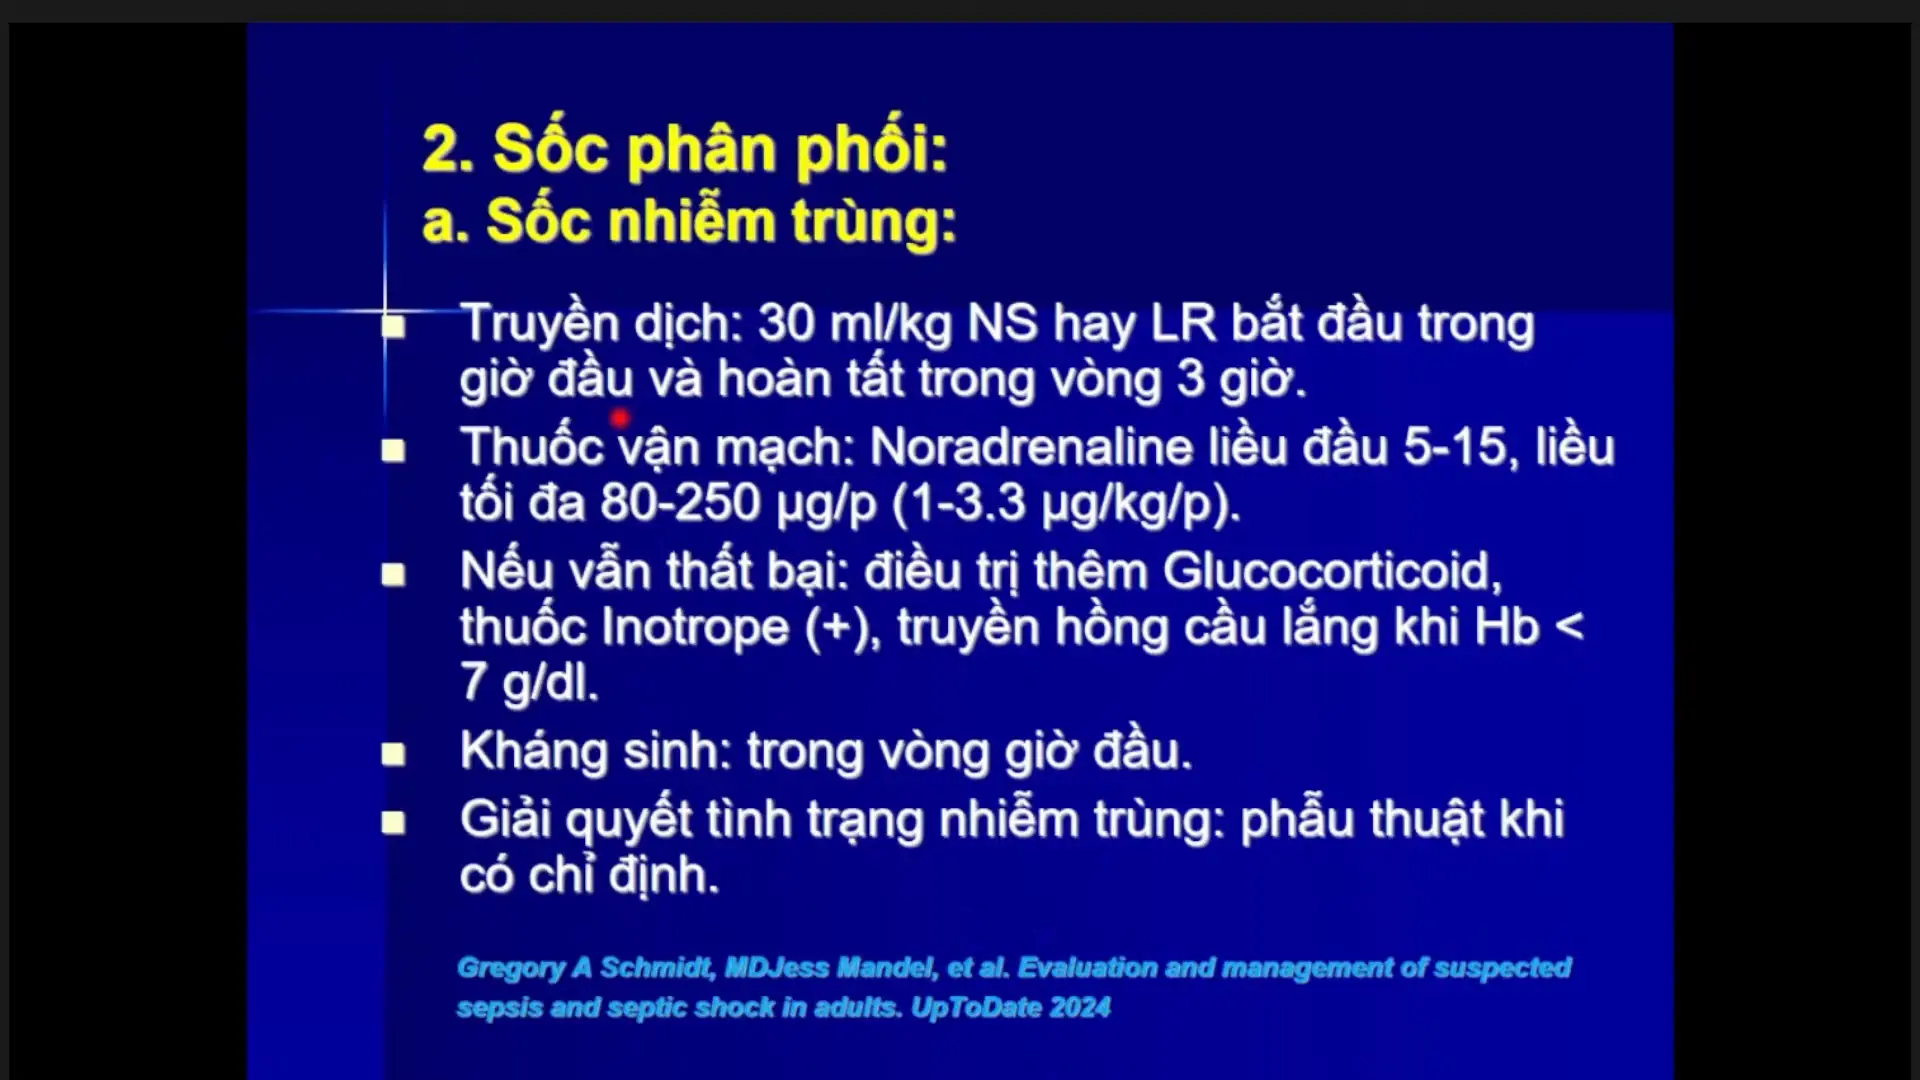 2. Sốc phân phối:
a. Sốc nhiễm trùng:
Truyền dịch: 30 ml/kg NS hay LR bắt đầu trong
giờ đầu và hoàn tất trong vòng 3 giờ.
Thuốc vận mạch: Noradrenaline liều đầu 5-15, liều
tối đa 80-250 µg/p (1-3.3 µg/kg/p).
Nếu vẫn thất bại: điều trị thêm Glucocorticoid,
thuốc Inotrope (+), truyền hồng cầu lắng khi Hb <
7 g/dl.
Kháng sinh: trong vòng giờ đầu.
Giải quyết tình trạng nhiễm trùng: phẫu thuật khi
có chỉ định.
Gregory A Schmidt, MDJess Mandel, et al. Evaluation and management of suspected
sepsis and septic shock in adults. UpToDate 2024